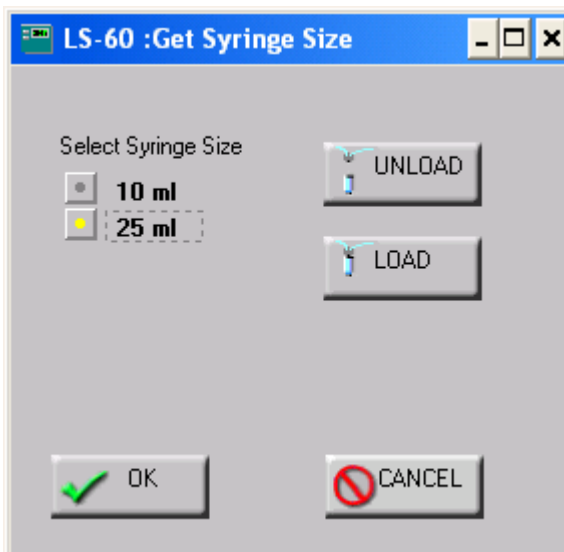 LS-60 :Get Syringe Size
Select Syringe Size
10 ml
25 ml
UNLOAD
LOAD
OK
CANCEL